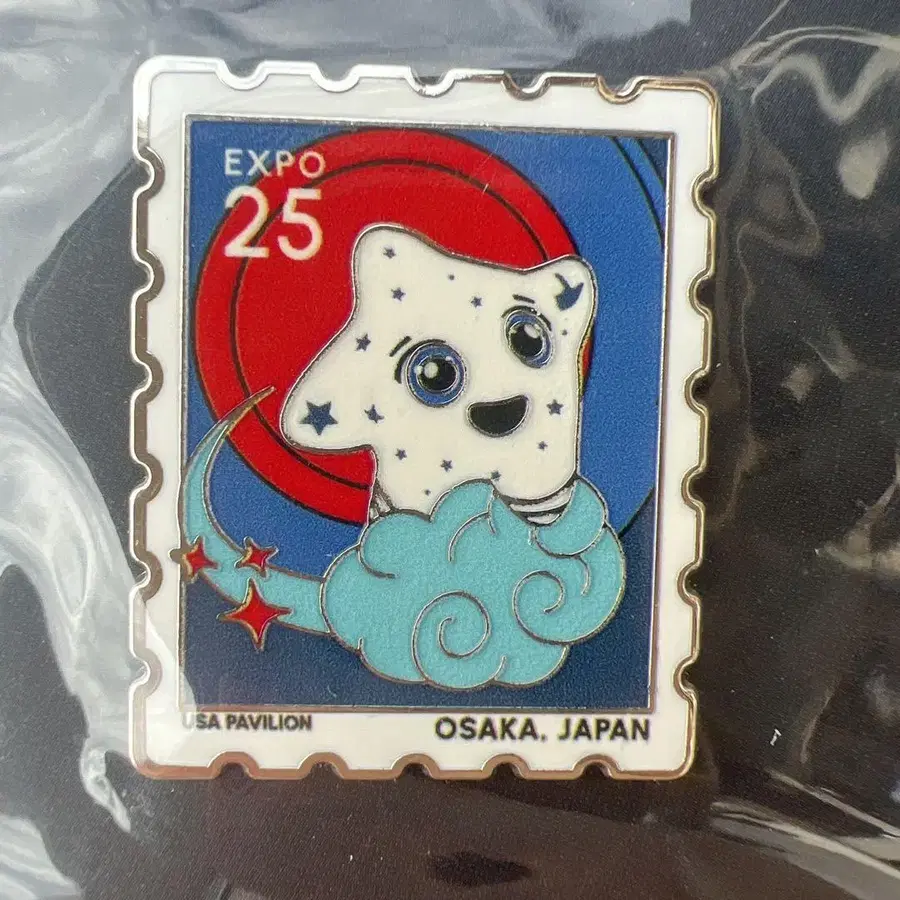 EXPO
25
USA PAVILION
OSAKA, JAPAN